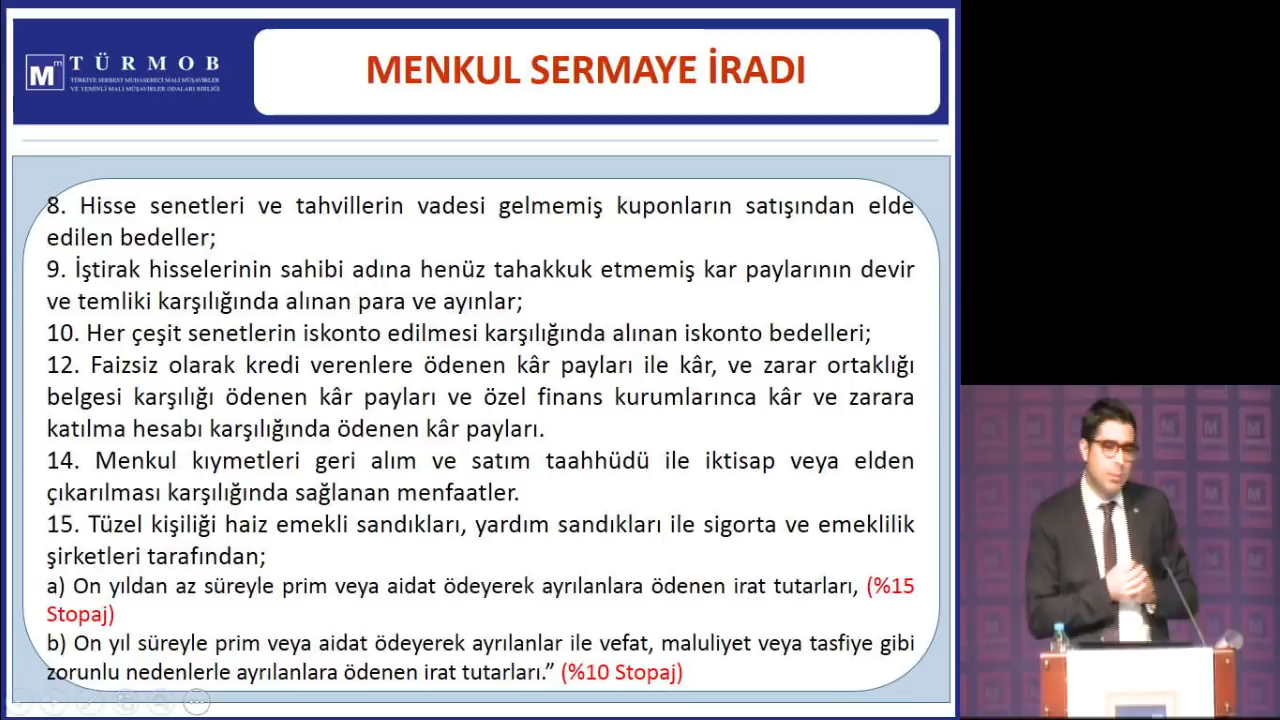 TÜRMOB
TÜRKİYE SERBEST MUHASEBECİ MALİ MÜŞAVİRLER
VE YEMİNLİ MALİ MÜŞAVİRLER ODALARI BİRLİĞİ
MENKUL SERMAYE İRADI
8. Hisse senetleri ve tahvillerin vadesi gelmemiş kuponların satışından elde
edilen bedeller;
9. İştirak hisselerinin sahibi adına henüz tahakkuk etmemiş kar paylarının devir
ve temliki karşılığında alınan para ve ayınlar;
10. Her çeşit senetlerin iskonto edilmesi karşılığında alınan iskonto bedelleri;
12. Faizsiz olarak kredi verenlere ödenen kâr payları ile kâr, ve zarar ortaklığı
belgesi karşılığı ödenen kâr payları ve özel finans kurumlarınca kâr ve zarara
katılma hesabı karşılığında ödenen kâr payları.
14. Menkul kıymetleri geri alım ve satım taahhüdü ile iktisap veya elden
çıkarılması karşılığında sağlanan menfaatler.
15. Tüzel kişiliği haiz emekli sandıkları, yardım sandıkları ile sigorta ve emeklilik
şirketleri tarafından;
a) On yıldan az süreyle prim veya aidat ödeyerek ayrılanlara ödenen irat tutarları, (%15
Stopaj)
b) On yıl süreyle prim veya aidat ödeyerek ayrılanlar ile vefat, maluliyet veya tasfiye gibi
zorunlu nedenlerle ayrılanlara ödenen irat tutarları.” (%10 Stopaj)